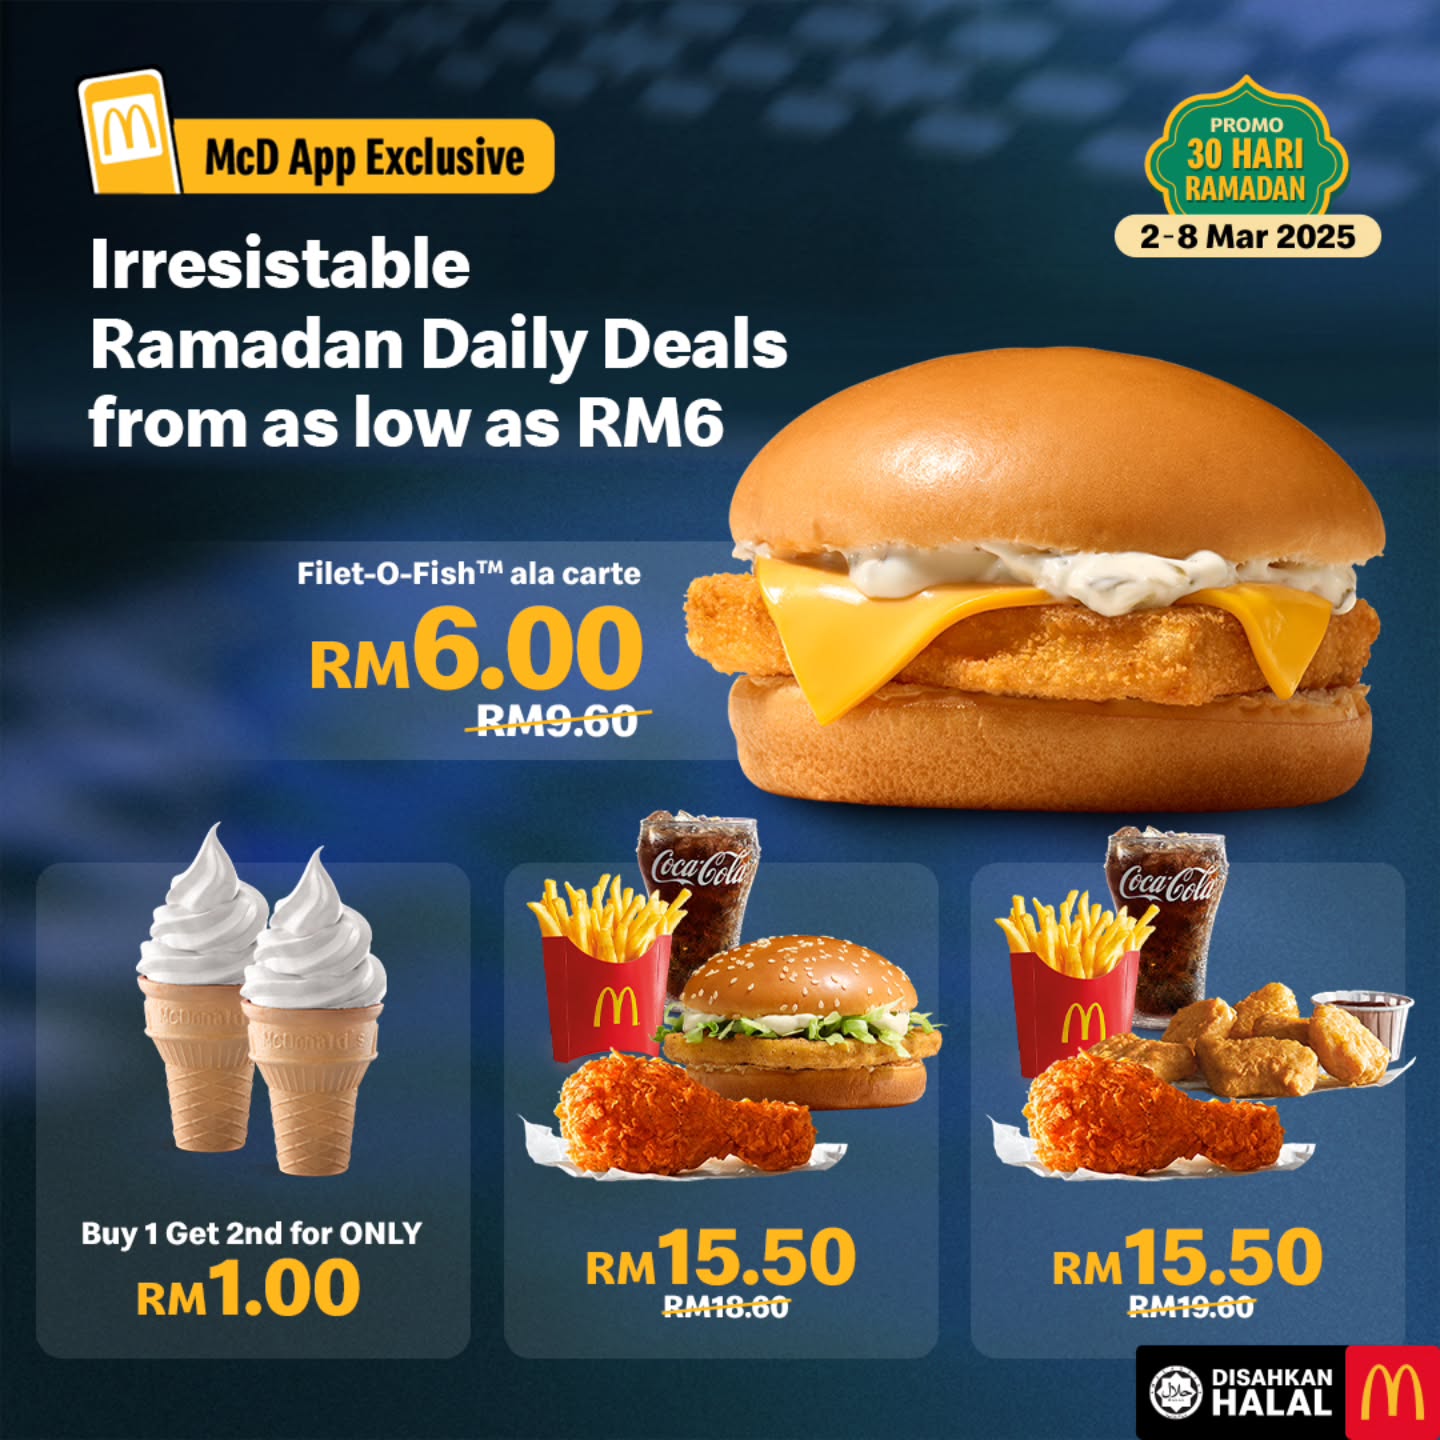 McD App Exclusive
PROMO
30 HARI
RAMADAN
2-8 Mar 2025
Irresistable
Ramadan Daily Deals
from as low as RM6
Filet-O-Fish™ ala carte
RM6.00
RM9.60
Coca-Cola
Coca-Cola
McDonald's
McDonald's
Buy 1 Get 2nd for ONLY
RM1.00
RM15.50
RM18.60
RM15.50
RM19.60
DISAHKAN
HALAL